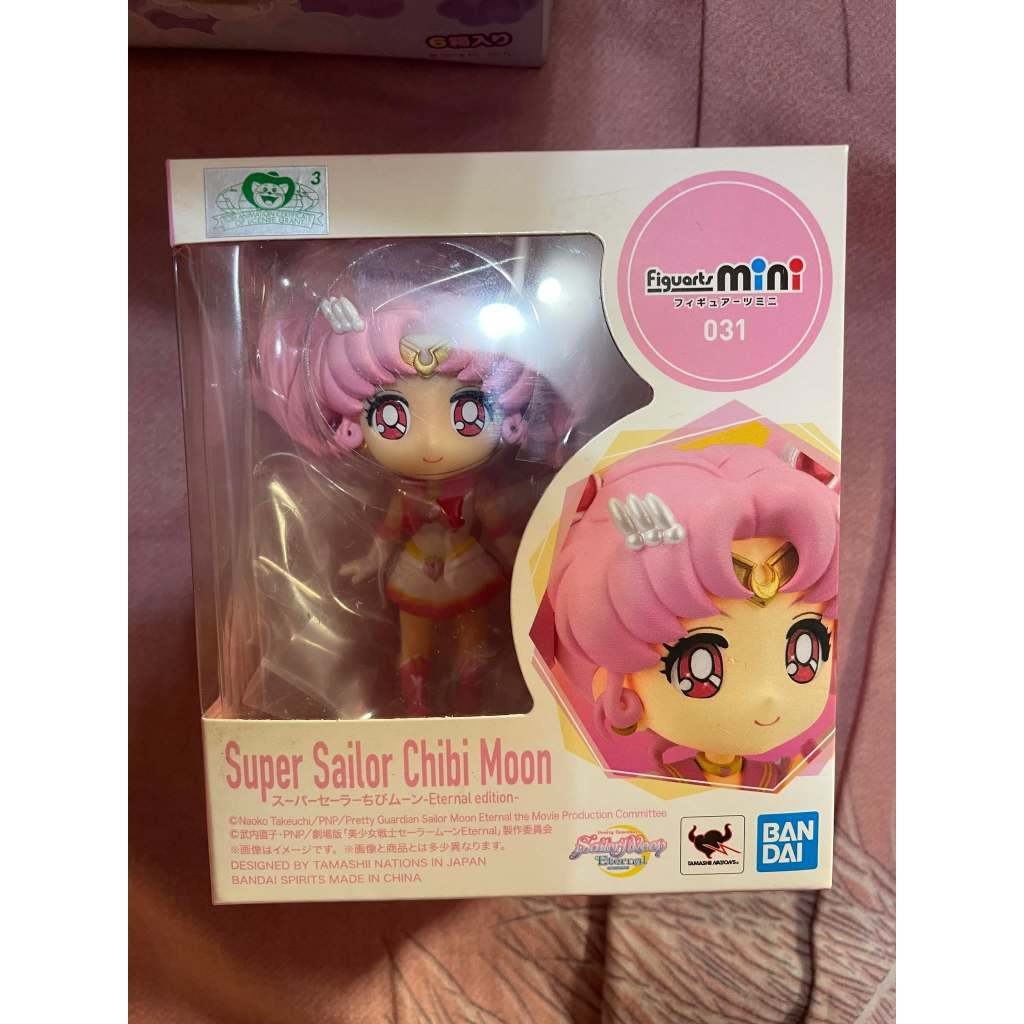 6箱入り
3
Figuarts mini
フィギュアーツミニ
031
Super Sailor Chibi Moon
スーパーセーラーちびムーン-Eternal edition-
©Naoko Takeuchi/PNP/Pretty Guardian Sailor Moon Eternal the Movie Production Committee
©武内直子・PNP/劇場版「美少女戦士セーラームーンEternal」製作委員会
※画像はイメージです。 ※画像と商品とは多少異なります。
DESIGNED BY TAMASHII NATIONS IN JAPAN
BANDAI SPIRITS MADE IN CHINA
Sailor Moon
Eternal
TAMASHII NATIONS
BAN
DAI